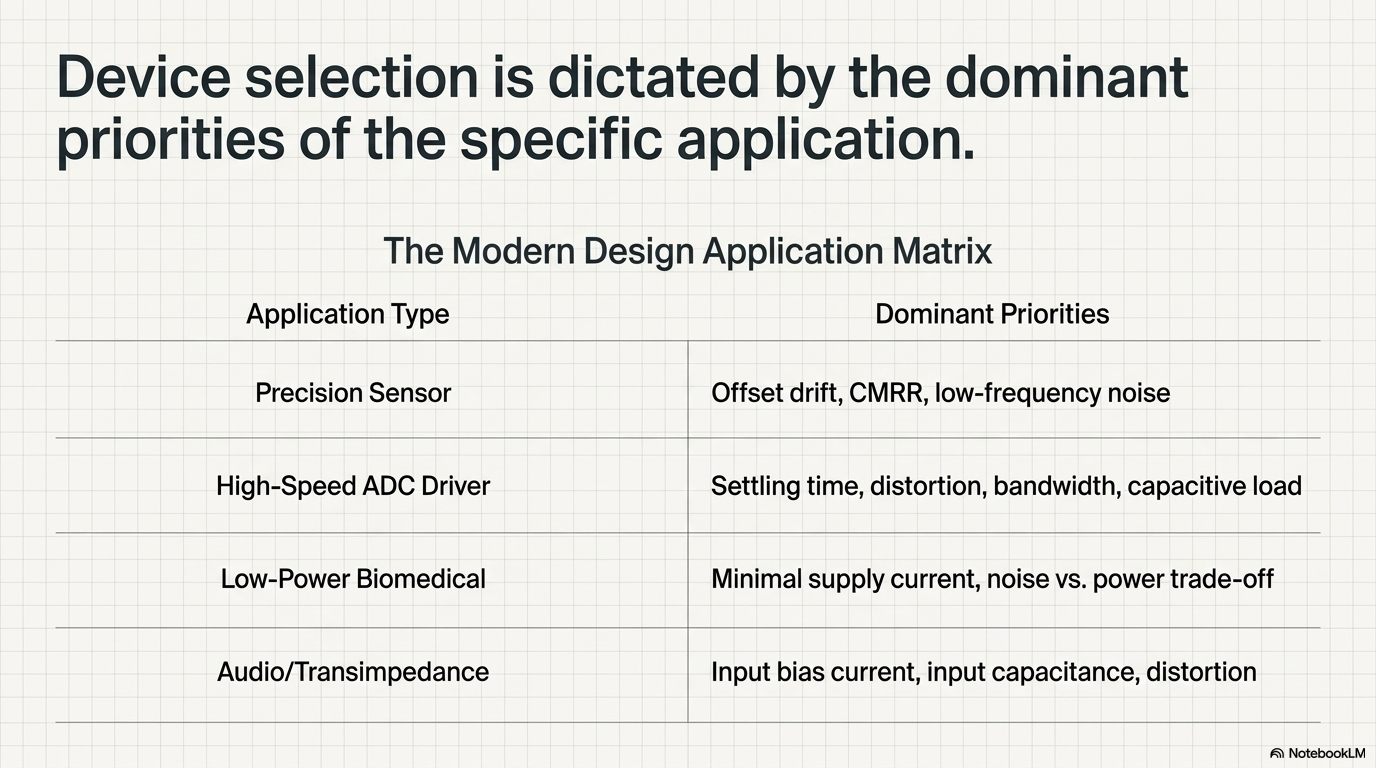 Device selection is dictated by the dominant
priorities of the specific application.
The Modern Design Application Matrix
Application Type
Dominant Priorities
Precision Sensor
Offset drift, CMRR, low-frequency noise
High-Speed ADC Driver
Settling time, distortion, bandwidth, capacitive load
Low-Power Biomedical
Minimal supply current, noise vs. power trade-off
Audio/Transimpedance
Input bias current, input capacitance, distortion
NotebookLM